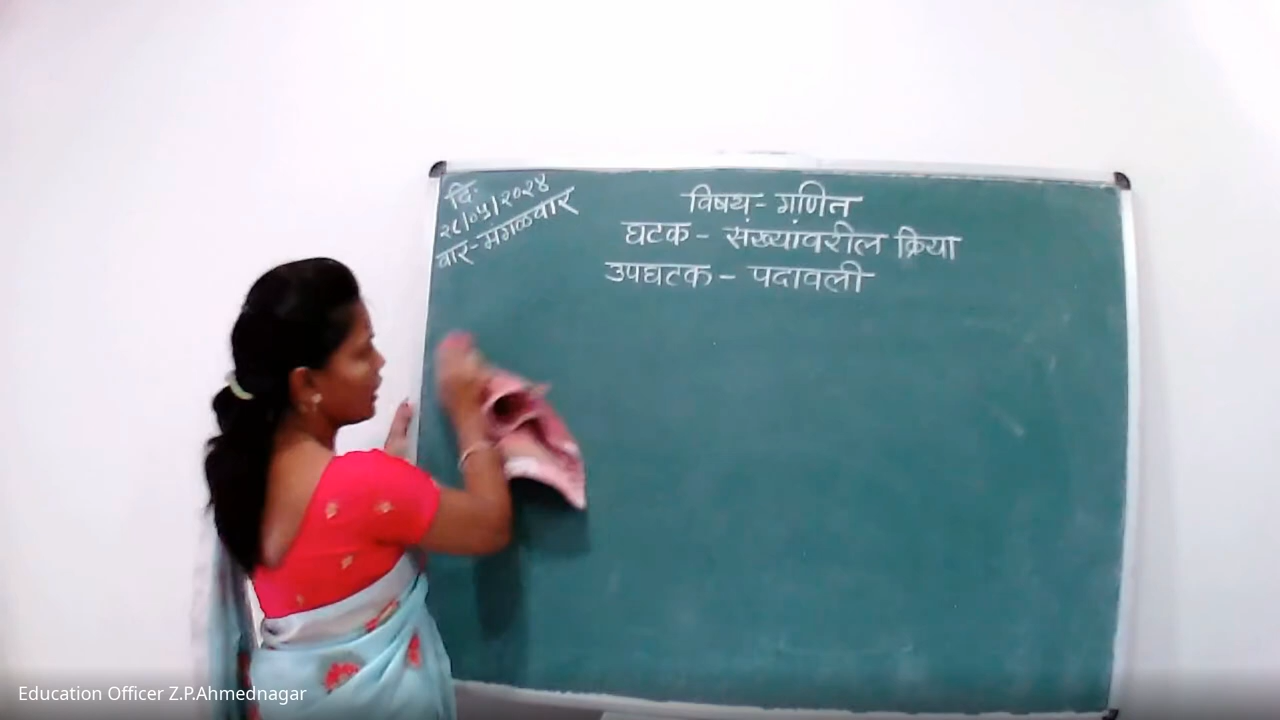 दि:
२८/०५/२०२४
वार-मंगळवार
विषय- गणित
घटक - संख्यांवरील क्रिया
उपघटक - पदावली
Education Officer Z.P.Ahmednagar